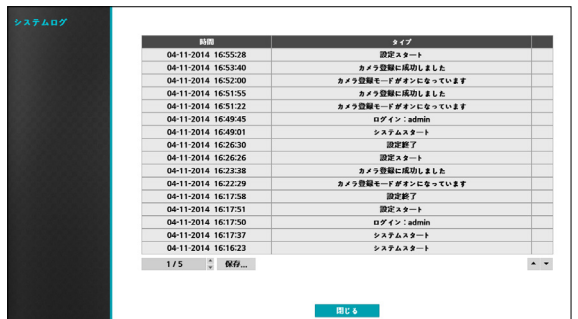 システムログ
時間 タイプ
04-11-2014 16:55:28 設定スタート
04-11-2014 16:53:40 カメラ登録に成功しました
04-11-2014 16:52:00 カメラ登録モードがオンになっています
04-11-2014 16:51:55 カメラ登録に成功しました
04-11-2014 16:51:22 カメラ登録モードがオンになっています
04-11-2014 16:49:45 ログイン：admin
04-11-2014 16:49:01 システムスタート
04-11-2014 16:26:30 設定終了
04-11-2014 16:26:26 設定スタート
04-11-2014 16:23:38 カメラ登録に成功しました
04-11-2014 16:22:29 カメラ登録モードがオンになっています
04-11-2014 16:17:58 設定終了
04-11-2014 16:17:51 設定スタート
04-11-2014 16:17:50 ログイン：admin
04-11-2014 16:17:37 システムスタート
04-11-2014 16:16:23 システムスタート
1 / 5 保存...
閉じる